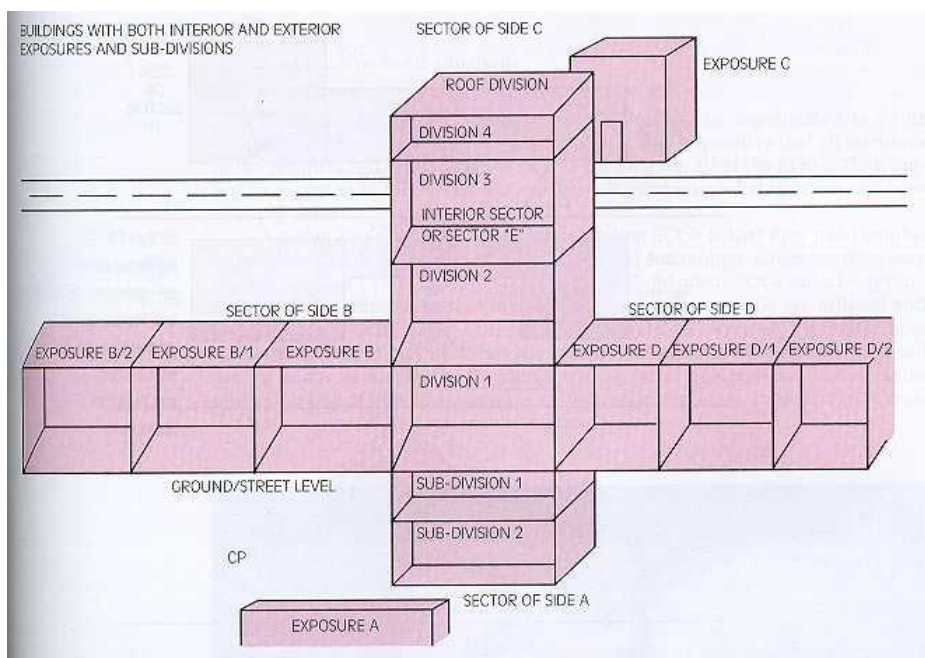 BUILDINGS WITH BOTH INTERIOR AND EXTERIOR
EXPOSURES AND SUB-DIVISIONS
SECTOR OF SIDE C
EXPOSURE C
ROOF DIVISION
DIVISION 4
DIVISION 3
INTERIOR SECTOR
OR SECTOR "E"
DIVISION 2
SECTOR OF SIDE B
SECTOR OF SIDE D
EXPOSURE B/2
EXPOSURE B/1
EXPOSURE B
DIVISION 1
EXPOSURE D
EXPOSURE D/1
EXPOSURE D/2
GROUND/STREET LEVEL
SUB-DIVISION 1
SUB-DIVISION 2
CP
SECTOR OF SIDE A
EXPOSURE A